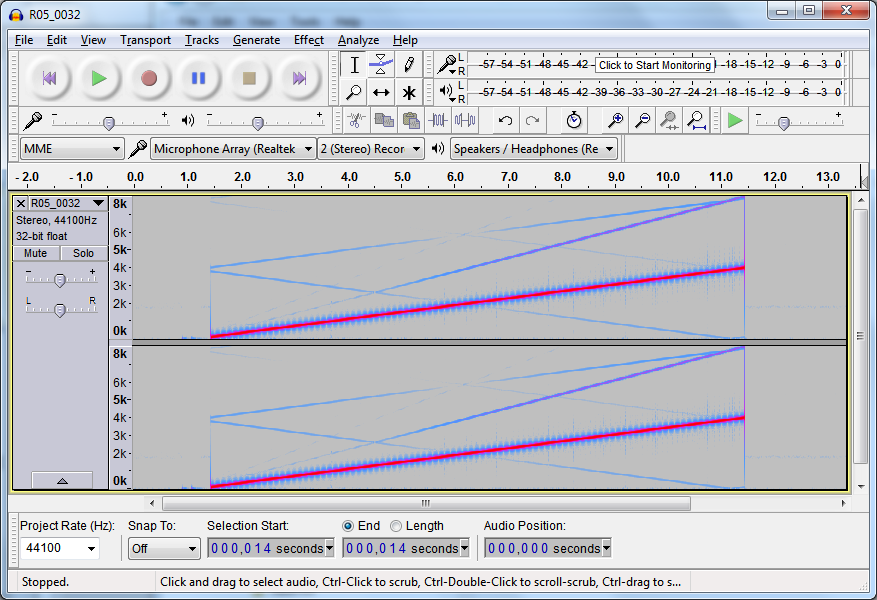 R05_0032
File Edit View Transport Tracks Generate Effect Analyze Help
L
R
-57 -54 -51 -48 -45 -42 Click to Start Monitoring -18 -15 -12 -9 -6 -3 0
L
R
-57 -54 -51 -48 -45 -42 -39 -36 -33 -30 -27 -24 -21 -18 -15 -12 -9 -6 -3 0
- + - + - +
MME Microphone Array (Realtek 2 (Stereo) Recor Speakers / Headphones (Re
-2.0 -1.0 0.0 1.0 2.0 3.0 4.0 5.0 6.0 7.0 8.0 9.0 10.0 11.0 12.0 13.0
R05_0032
Stereo, 44100Hz
32-bit float
Mute Solo
- +
L R
8k
6k-
5k-
4k-
3k-
2k-
0k
8k
6k-
5k-
4k-
3k-
2k-
0k
Project Rate (Hz): Snap To: Selection Start: End Length Audio Position:
44100 Off 000,014 seconds 000,014 seconds 000,000 seconds
Stopped. Click and drag to select audio, Ctrl-Click to scrub, Ctrl-Double-Click to scroll-scrub, Ctrl-drag to s...